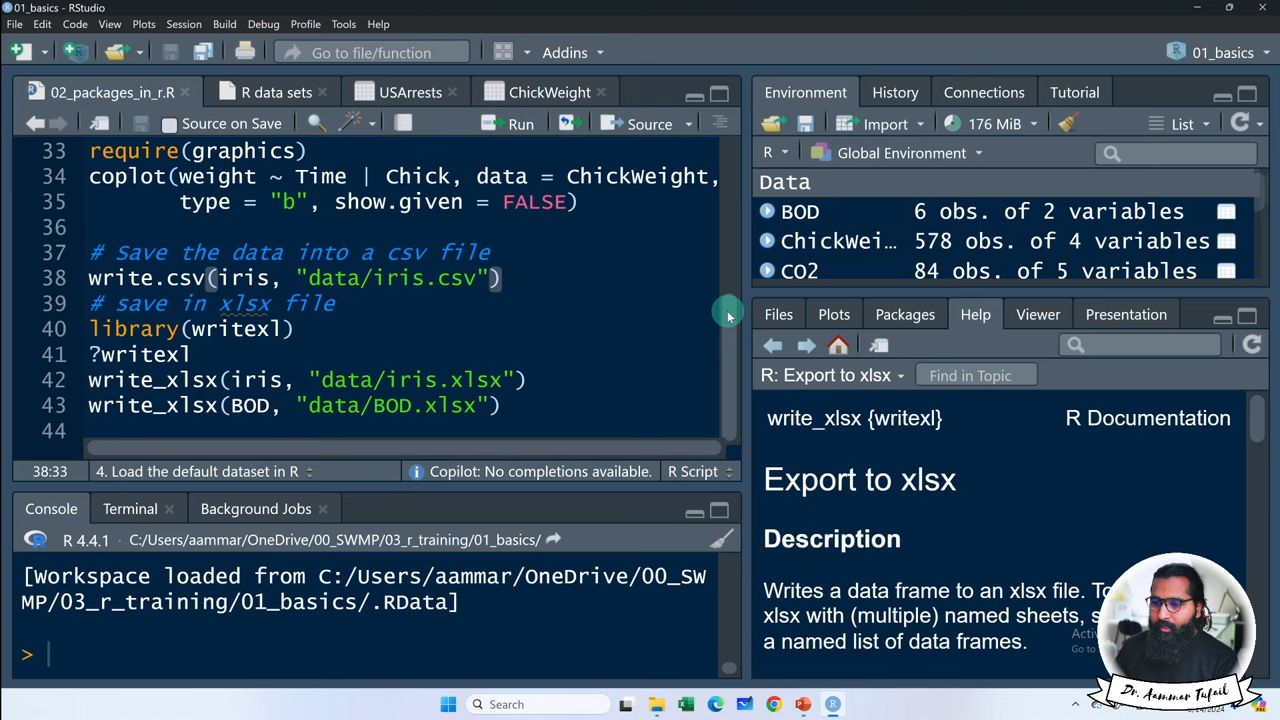 01_basics - RStudio
File Edit Code View Plots Session Build Debug Profile Tools Help
Go to file/function
Addins
01_basics
02_packages_in_r.R
R data sets
USArrests
ChickWeight
Source on Save
Run
Source
33 require(graphics)
34 coplot(weight ~ Time | Chick, data = ChickWeight,
35 type = "b", show.given = FALSE)
36
37 # Save the data into a csv file
38 write.csv(iris, "data/iris.csv")
39 # save in xlsx file
40 library(writexl)
41 ?writexl
42 write_xlsx(iris, "data/iris.xlsx")
43 write_xlsx(BOD, "data/BOD.xlsx")
44
38:33 4. Load the default dataset in R
Copilot: No completions available.
R Script
Console Terminal Background Jobs
R 4.4.1 · C:/Users/aammar/OneDrive/00_SWMP/03_r_training/01_basics/
[Workspace loaded from C:/Users/aammar/OneDrive/00_SW
MP/03_r_training/01_basics/.RData]
>
Environment History Connections Tutorial
Import
176 MiB
List
R
Global Environment
Data
BOD 6 obs. of 2 variables
ChickWei… 578 obs. of 4 variables
CO2 84 obs. of 5 variables
Files Plots Packages Help Viewer Presentation
R: Export to xlsx
Find in Topic
write_xlsx {writexl} R Documentation
Export to xlsx
Description
Writes a data frame to an xlsx file. To
xlsx with (multiple) named sheets, s
a named list of data frames.
Dr. Aammar Tufail
Search